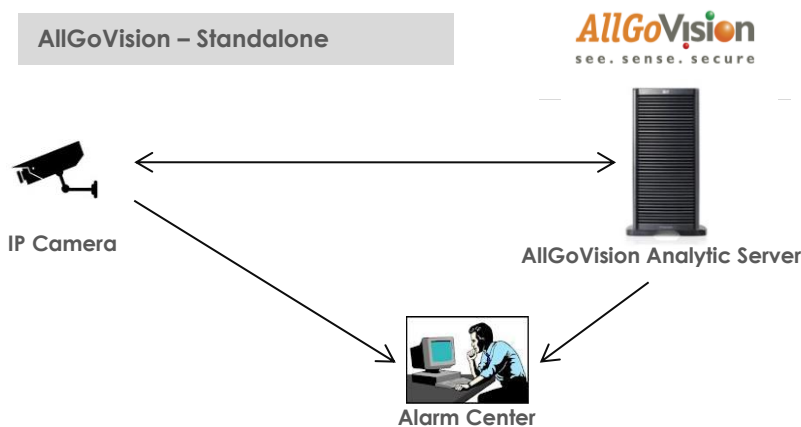 AllGoVision – Standalone
AllGoVision
see. sense. secure
IP Camera
AllGoVision Analytic Server
Alarm Center